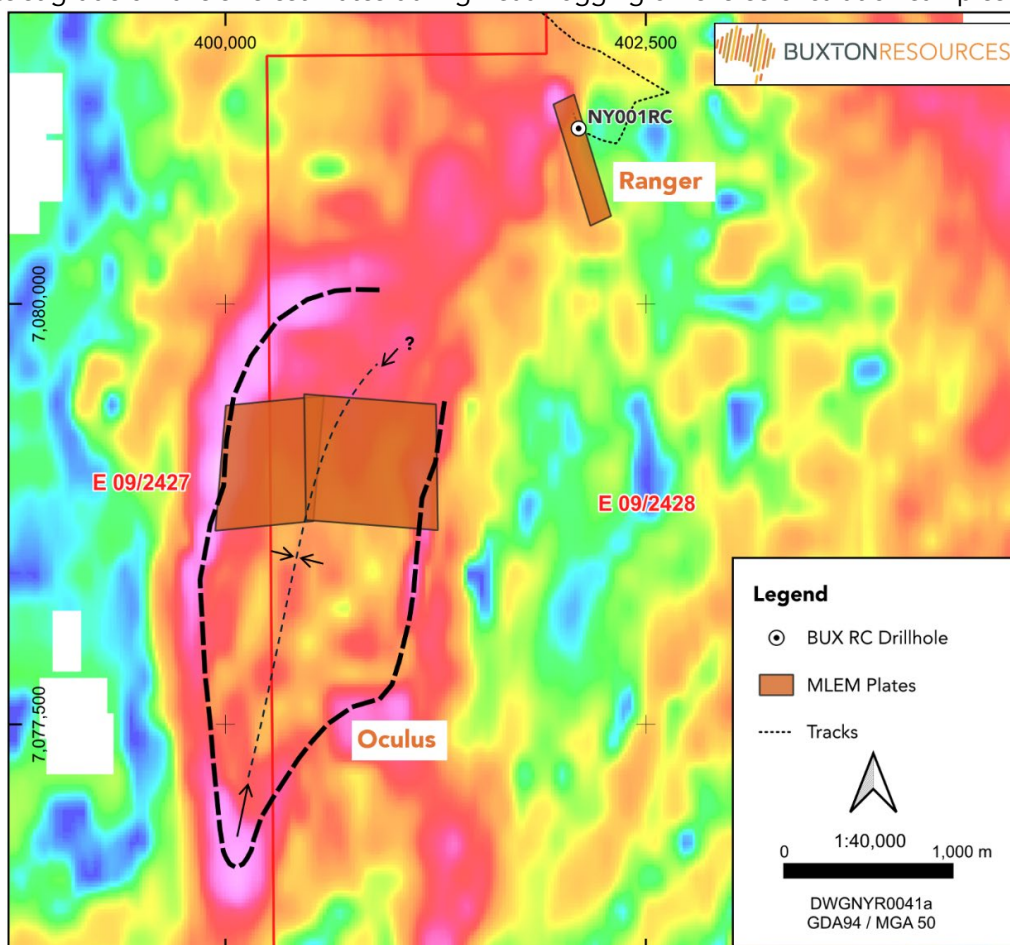 400,000
402,500
BUXTONRESOURCES
NY001RC
Ranger
7,080,000
?
E 09/2427
E 09/2428
7,077,500
Oculus
Legend
BUX RC Drillhole
MLEM Plates
Tracks
1:40,000
0
1,000 m
DWGNYR0041a
GDA94 / MGA 50